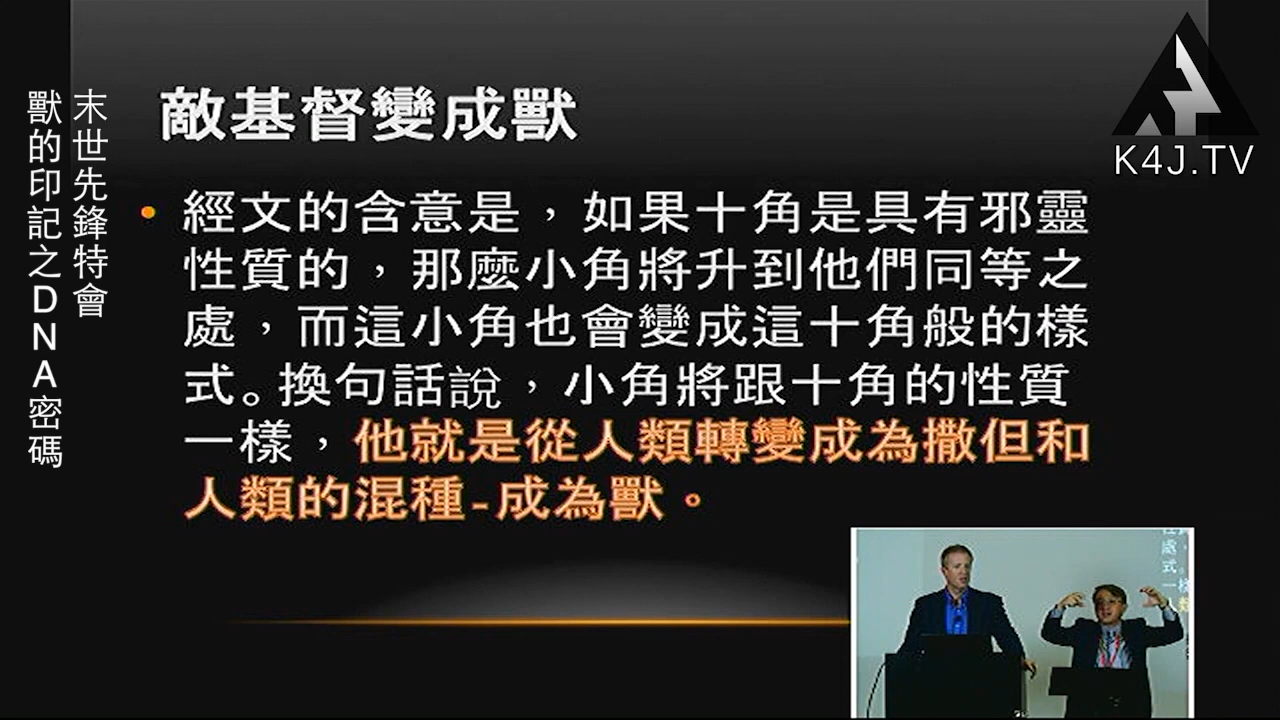 末世先鋒特會
獸的印記之DNA密碼
敵基督變成獸
經文的含意是，如果十角是具有邪靈
性質的，那麼小角將升到他們同等之
處，而這小角也會變成這十角般的樣
式。換句話說，小角將跟十角的性質
一樣，他就是從人類轉變成為撒但和
人類的混種-成為獸。
K4J.TV
處，
式。
一樣